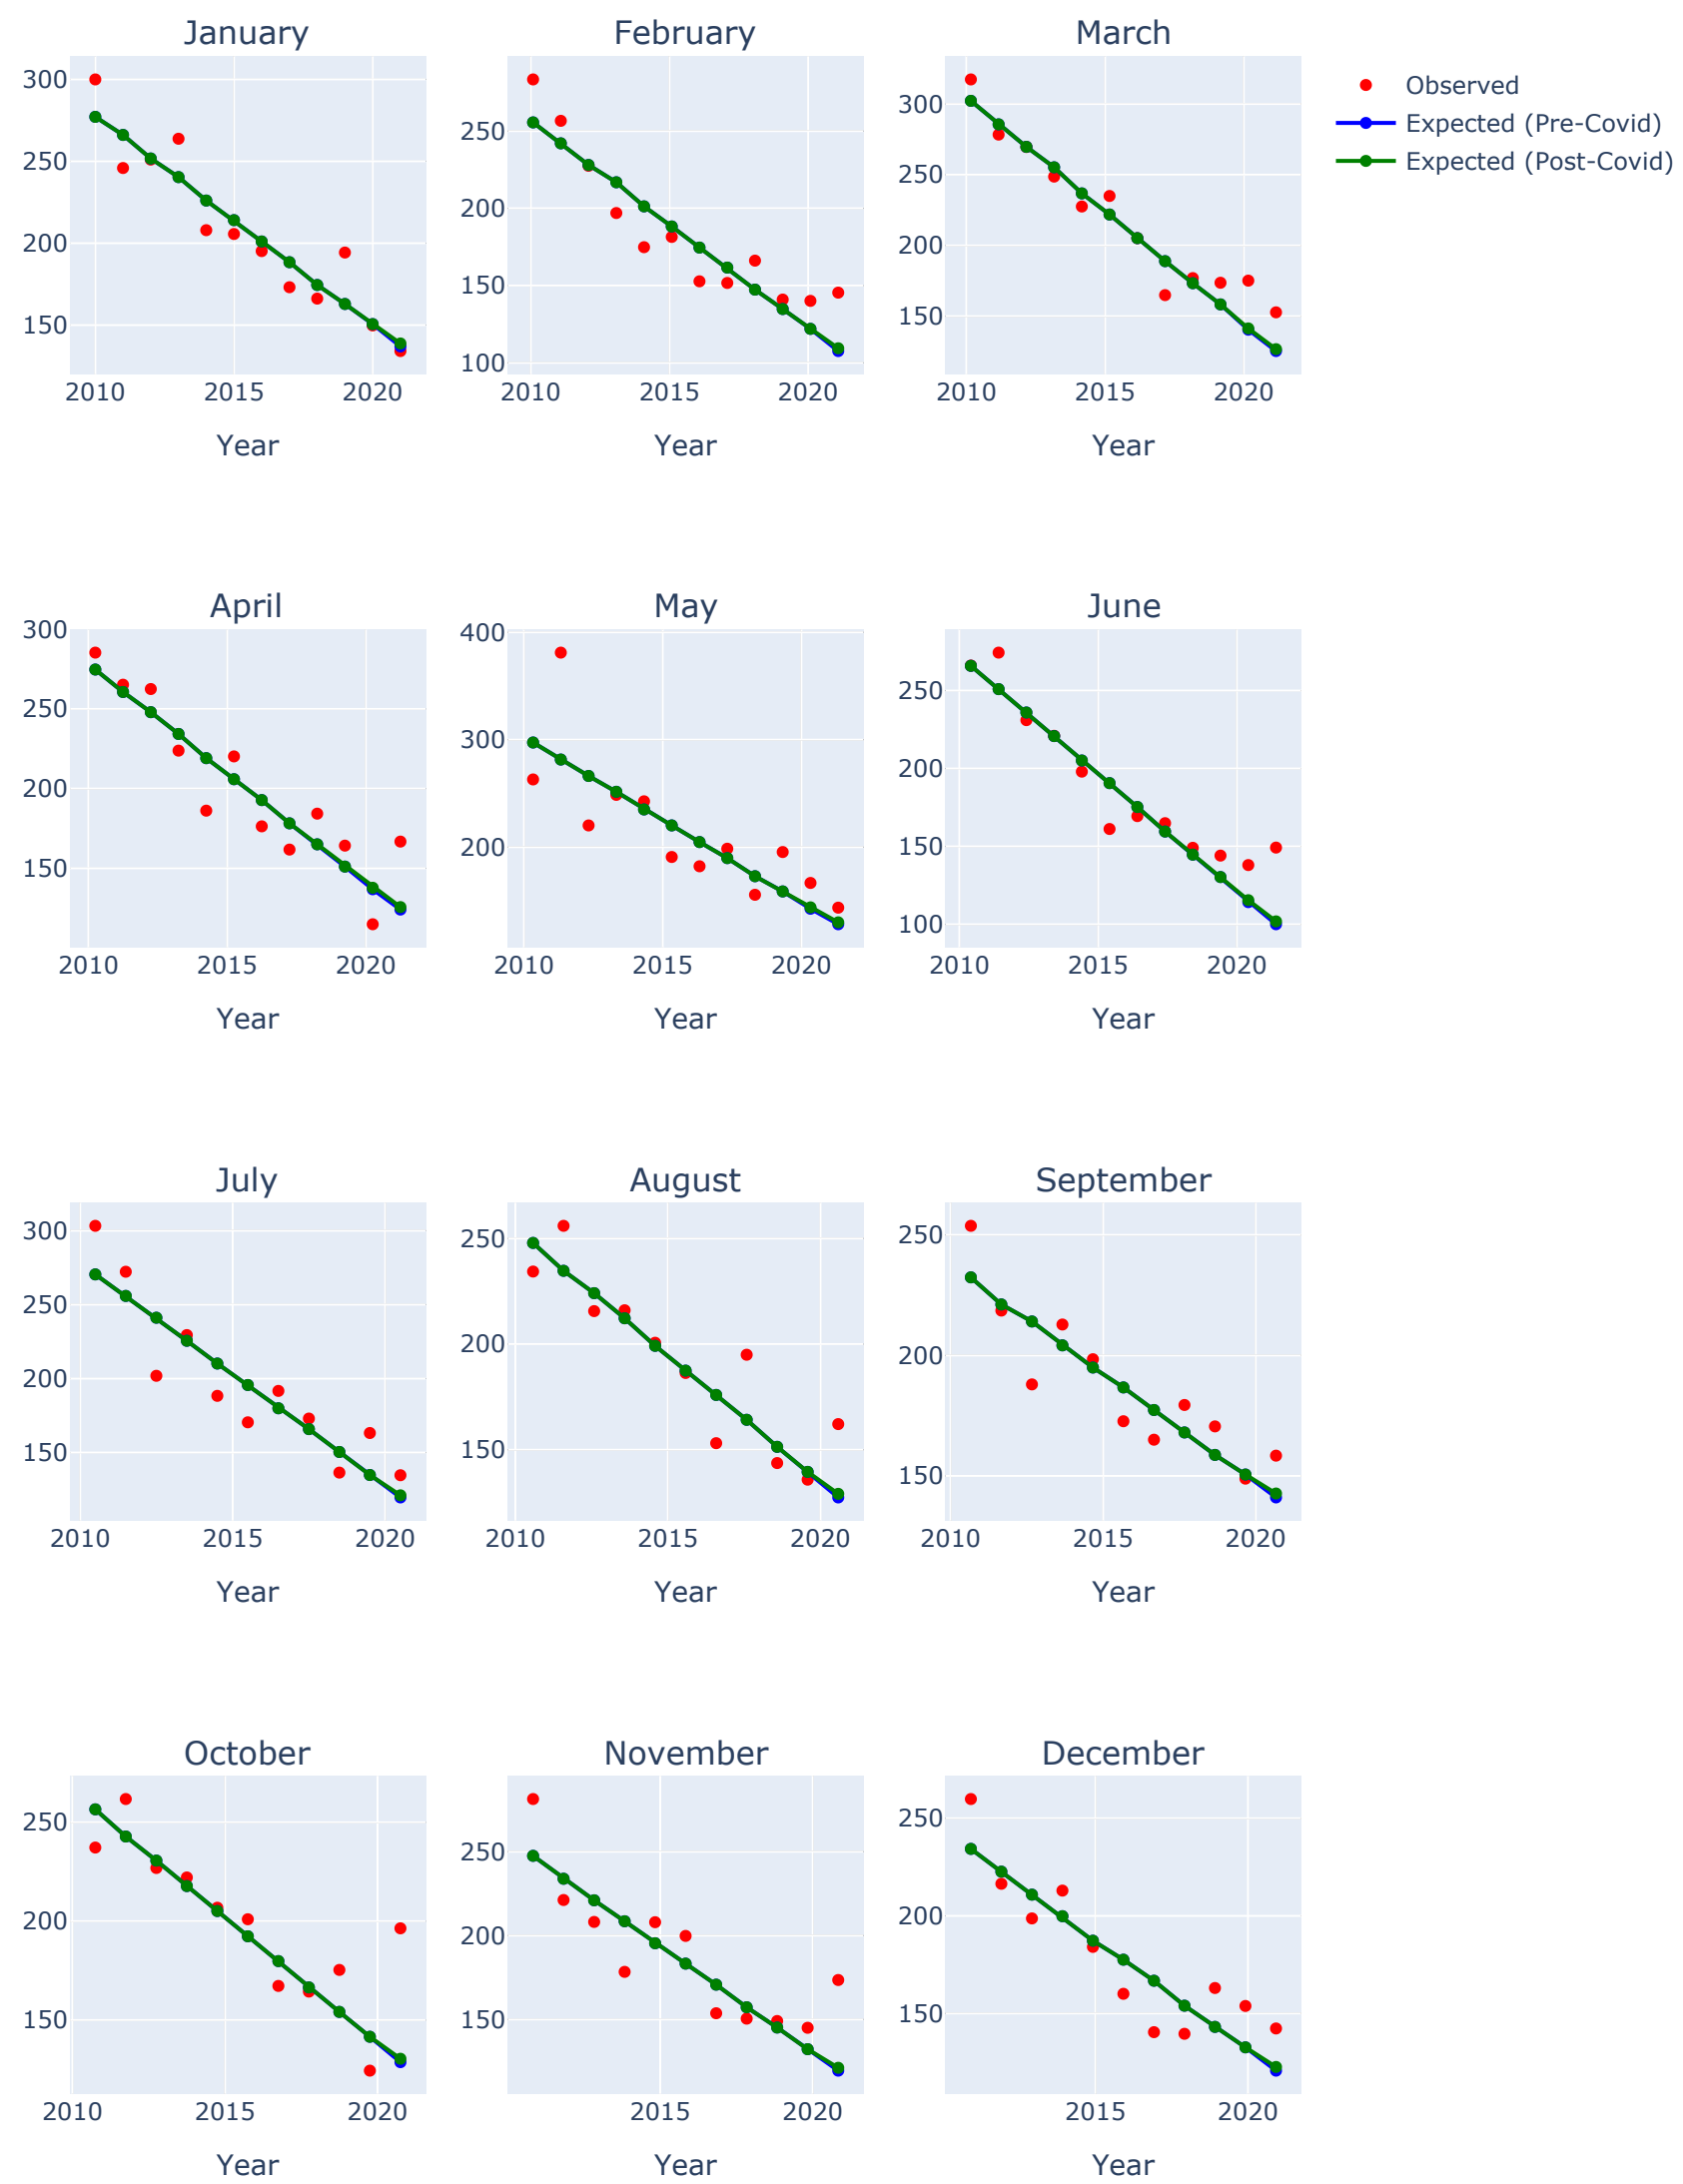 January February March
300
250
200
150
2010 2015 2020
Year
250
200
150
100
2010 2015 2020
Year
300
250
200
150
2010 2015 2020
Year
Observed
Expected (Pre-Covid)
Expected (Post-Covid)
April May June
300
250
200
150
2010 2015 2020
Year
400
300
200
2010 2015 2020
Year
250
200
150
100
2010 2015 2020
Year
July August September
300
250
200
150
2010 2015 2020
Year
250
200
150
2010 2015 2020
Year
250
200
150
2010 2015 2020
Year
October November December
250
200
150
2010 2015 2020
Year
250
200
150
2015 2020
Year
250
200
150
2015 2020
Year